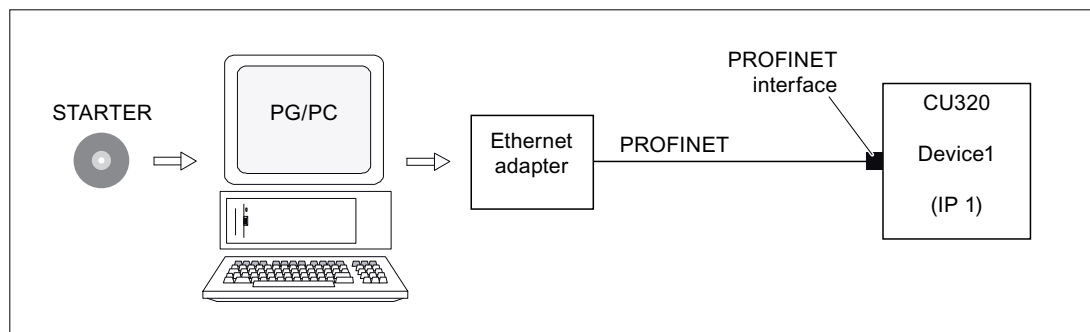 STARTER
PG/PC
Ethernet
adapter
PROFINET
PROFINET
interface
CU320
Device1
(IP 1)